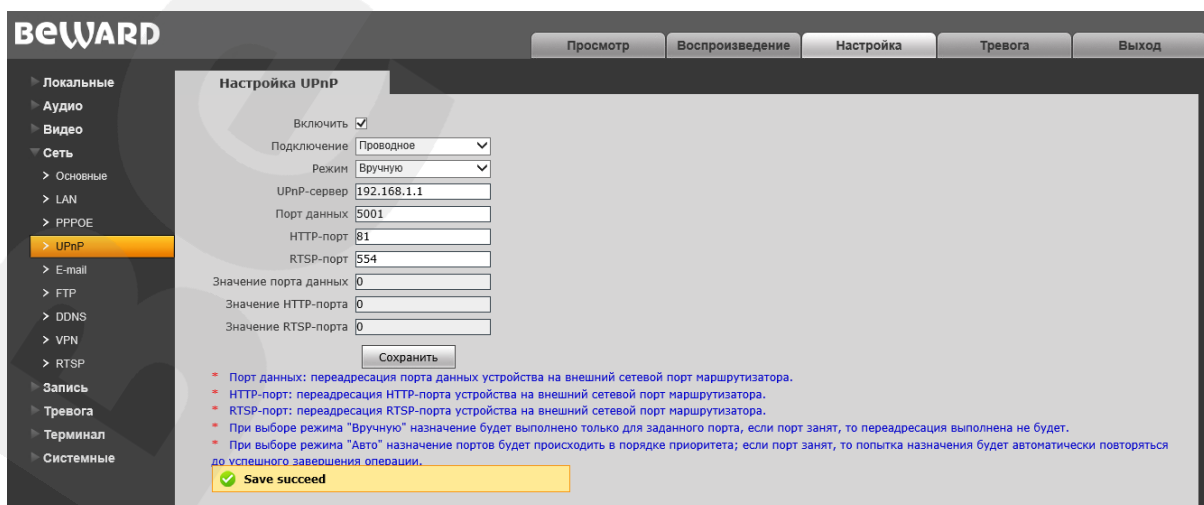 BEWARD
Просмотр Воспроизведение Настройка Тревога Выход
Локальные
Аудио
Видео
Сеть
> Основные
> LAN
> PPPOE
> UPnP
> E-mail
> FTP
> DDNS
> VPN
> RTSP
Запись
Тревога
Терминал
Системные
Настройка UPnP
Включить
Подключение Проводное
Режим Вручную
UPnP-сервер 192.168.1.1
Порт данных 5001
HTTP-порт 81
RTSP-порт 554
Значение порта данных 0
Значение HTTP-порта 0
Значение RTSP-порта 0
Сохранить
* Порт данных: переадресация порта данных устройства на внешний сетевой порт маршрутизатора.
* HTTP-порт: переадресация HTTP-порта устройства на внешний сетевой порт маршрутизатора.
* RTSP-порт: переадресация RTSP-порта устройства на внешний сетевой порт маршрутизатора.
* При выборе режима "Вручную" назначение будет выполнено только для заданного порта, если порт занят, то переадресация выполнена не будет.
* При выборе режима "Авто" назначение портов будет происходить в порядке приоритета; если порт занят, то попытка назначения будет автоматически повторяться
до успешного завершения операции.
Save succeed